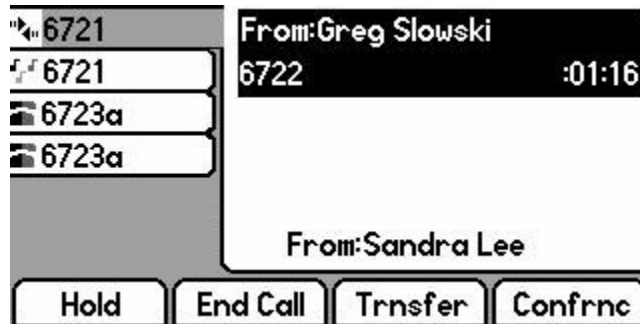 6721
6721
6723a
6723a
From:Greg Slowski
6722 :01:16
From:Sandra Lee
Hold End Call Trnsfer Confrnc